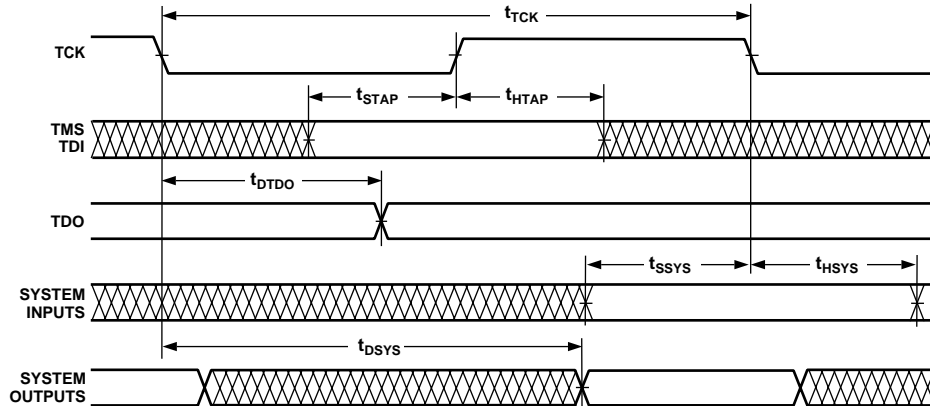 tTCK
TCK
tSTAP
tHTAP
TMS
TDI
tDTDO
TDO
tSSYS
tHSYS
SYSTEM
INPUTS
tDSYS
SYSTEM
OUTPUTS